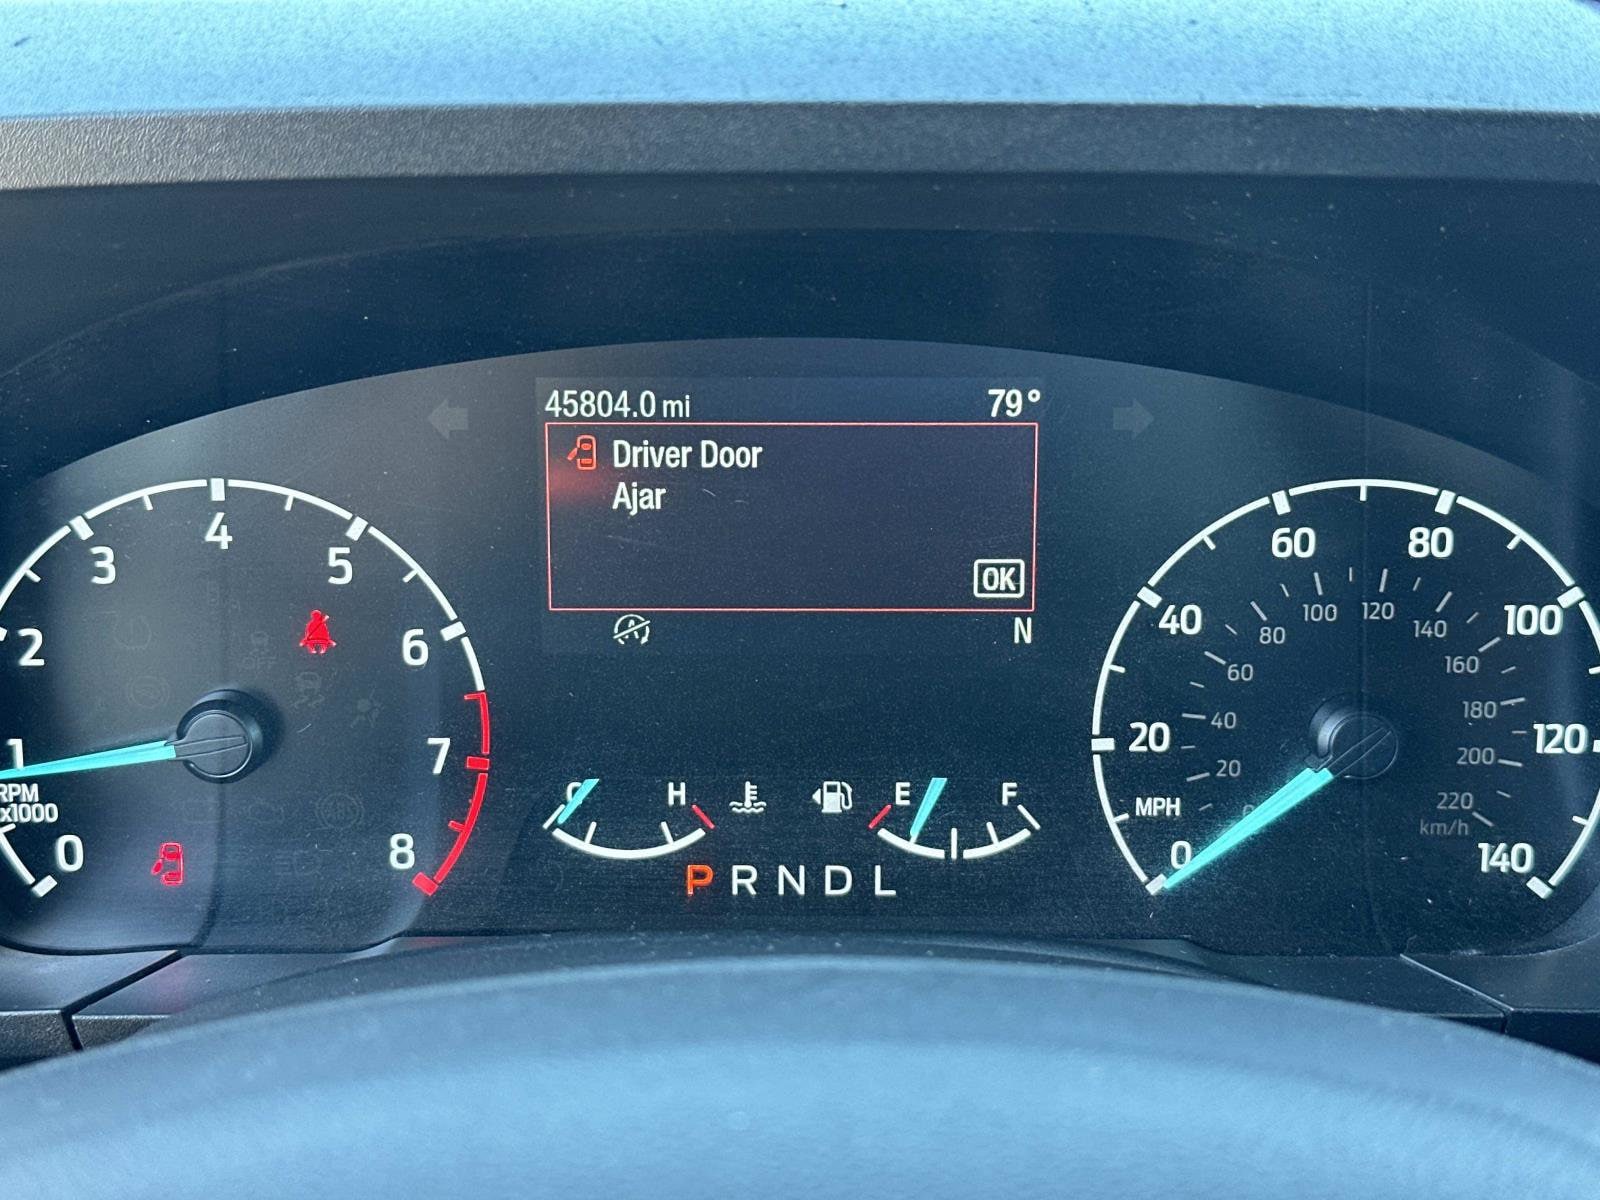 45804.0 mi 79°
Driver Door
Ajar
OK
N
1 2 3 4 5 6 7 8
RPM
x1000
0
C H
E F
P R N D L
0 20 40 60 80 100 120 140
MPH
20 40 60 80 100 120 140 160 180 200 220
km/h
OFF